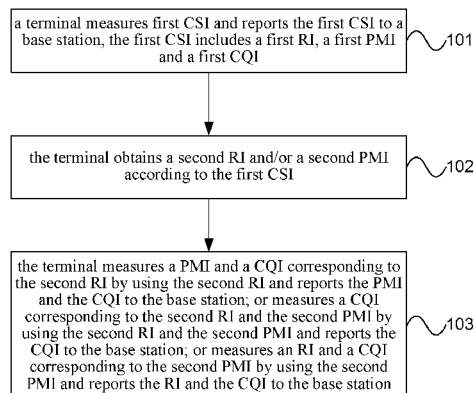 a terminal measures first CSI and reports the first CSI to a
base station, the first CSI includes a first RI, a first PMI
and a first CQI
101
the terminal obtains a second RI and/or a second PMI
according to the first CSI
102
the terminal measures a PMI and a CQI corresponding to
the second RI by using the second RI and reports the PMI
and the CQI to the base station; or measures a CQI
corresponding to the second RI and the second PMI by
using the second RI and the second PMI and reports the
CQI to the base station; or measures an RI and a CQI
corresponding to the second PMI by using the second
PMI and reports the RI and the CQI to the base station
103